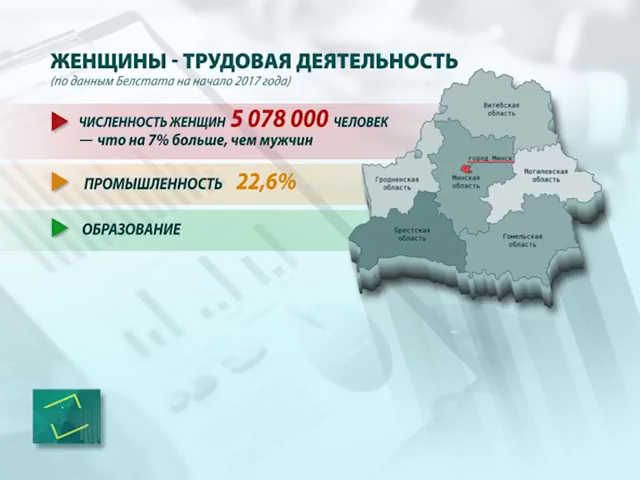 ЖЕНЩИНЫ - ТРУДОВАЯ ДЕЯТЕЛЬНОСТЬ
(по данным Белстата на начало 2017 года)
ЧИСЛЕННОСТЬ ЖЕНЩИН 5 078 000 ЧЕЛОВЕК
— что на 7% больше, чем мужчин
ПРОМЫШЛЕННОСТЬ 22,6%
ОБРАЗОВАНИЕ
Витебская
область
город Минск
Минская
область
Могилевская
область
Гродненская
область
Брестская
область
Гомельская
область